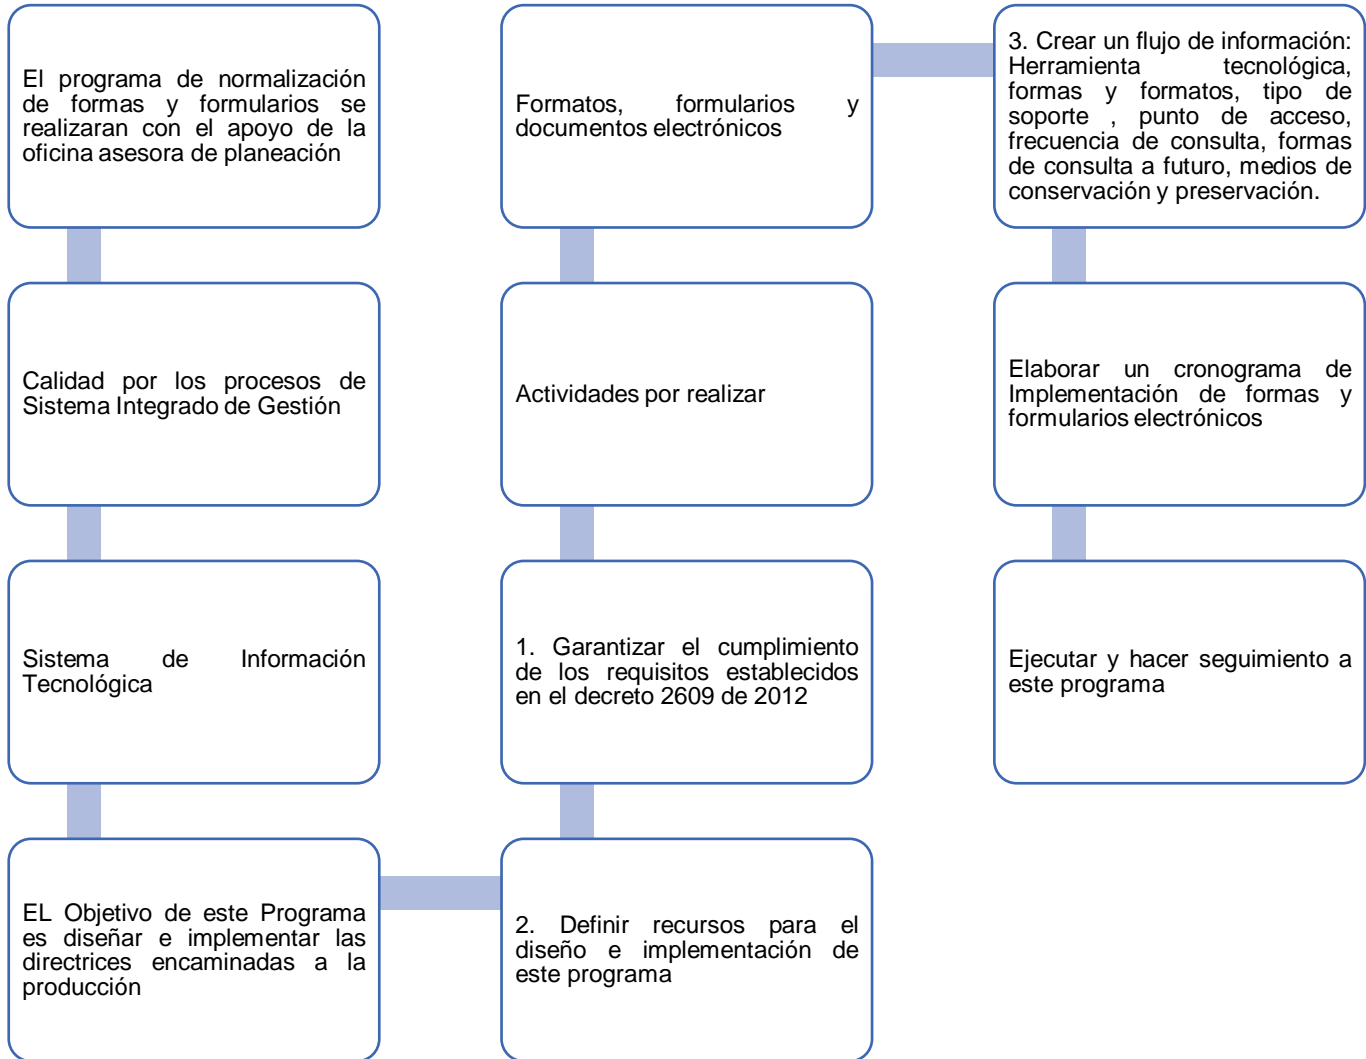 El programa de normalización
de formas y formularios se
realizaran con el apoyo de la
oficina asesora de planeación
Calidad por los procesos de
Sistema Integrado de Gestión
Sistema de Información
Tecnológica
EL Objetivo de este Programa
es diseñar e implementar las
directrices encaminadas a la
producción
2. Definir recursos para el
diseño e implementación de
este programa
1. Garantizar el cumplimiento
de los requisitos establecidos
en el decreto 2609 de 2012
Actividades por realizar
Formatos, formularios y
documentos electrónicos
3. Crear un flujo de información:
Herramienta tecnológica,
formas y formatos, tipo de
soporte , punto de acceso,
frecuencia de consulta, formas
de consulta a futuro, medios de
conservación y preservación.
Elaborar un cronograma de
Implementación de formas y
formularios electrónicos
Ejecutar y hacer seguimiento a
este programa